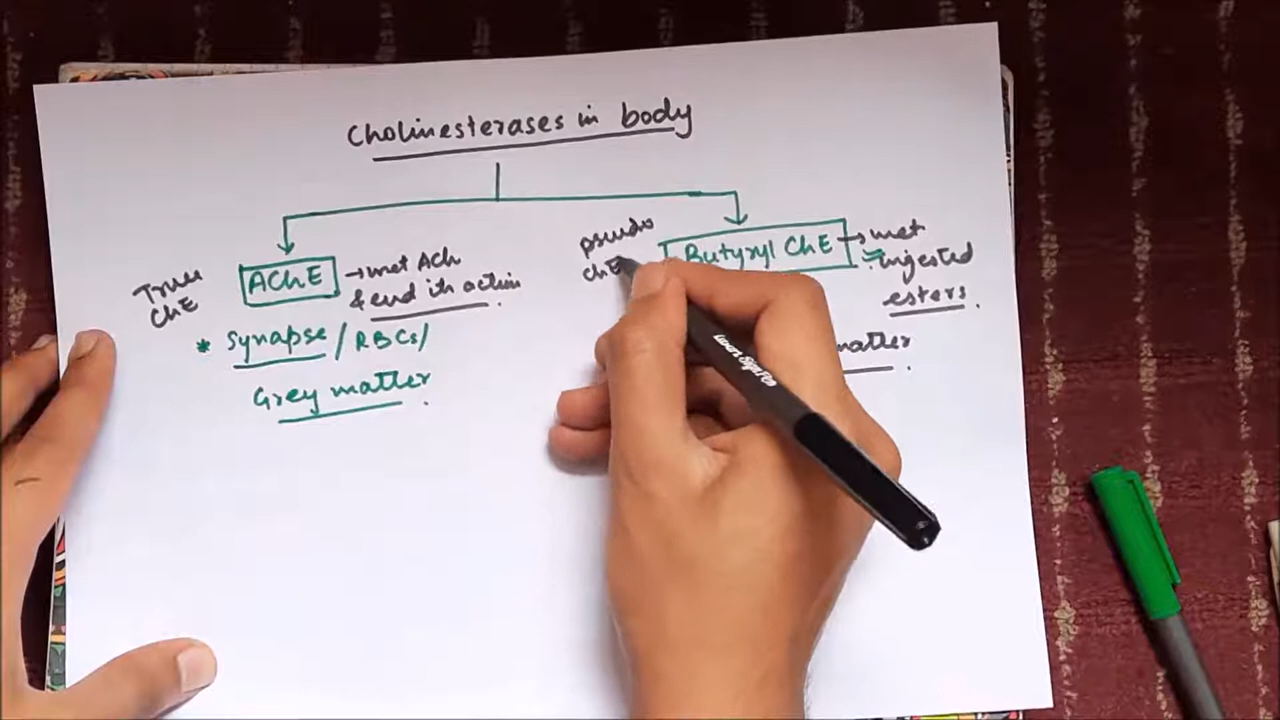 Cholinesterases in body
True
ChE
AChE
→met Ach
& end its action.
* Synapse / RBCs/
Grey matter.
pseudo
chE
Butyryl ChE
→met
ingested
esters.
matter.